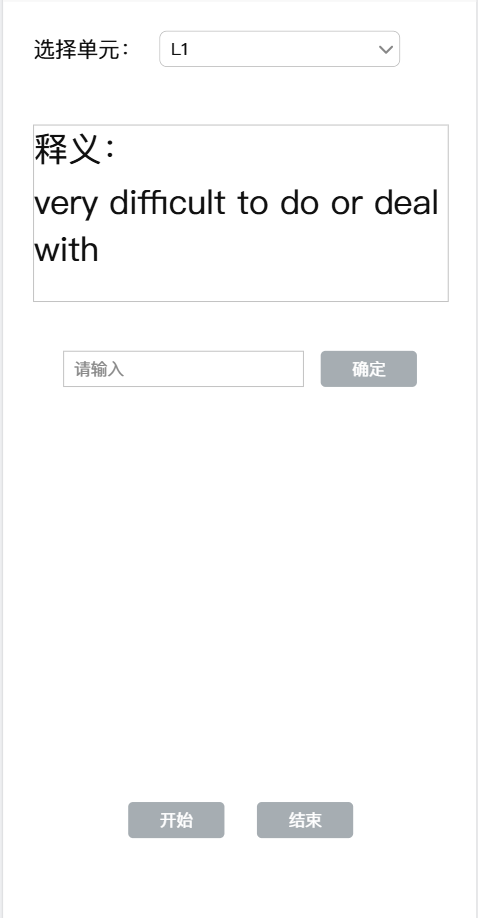 选择单元： L1
释义：
very difficult to do or deal
with
请输入 确定
开始 结束